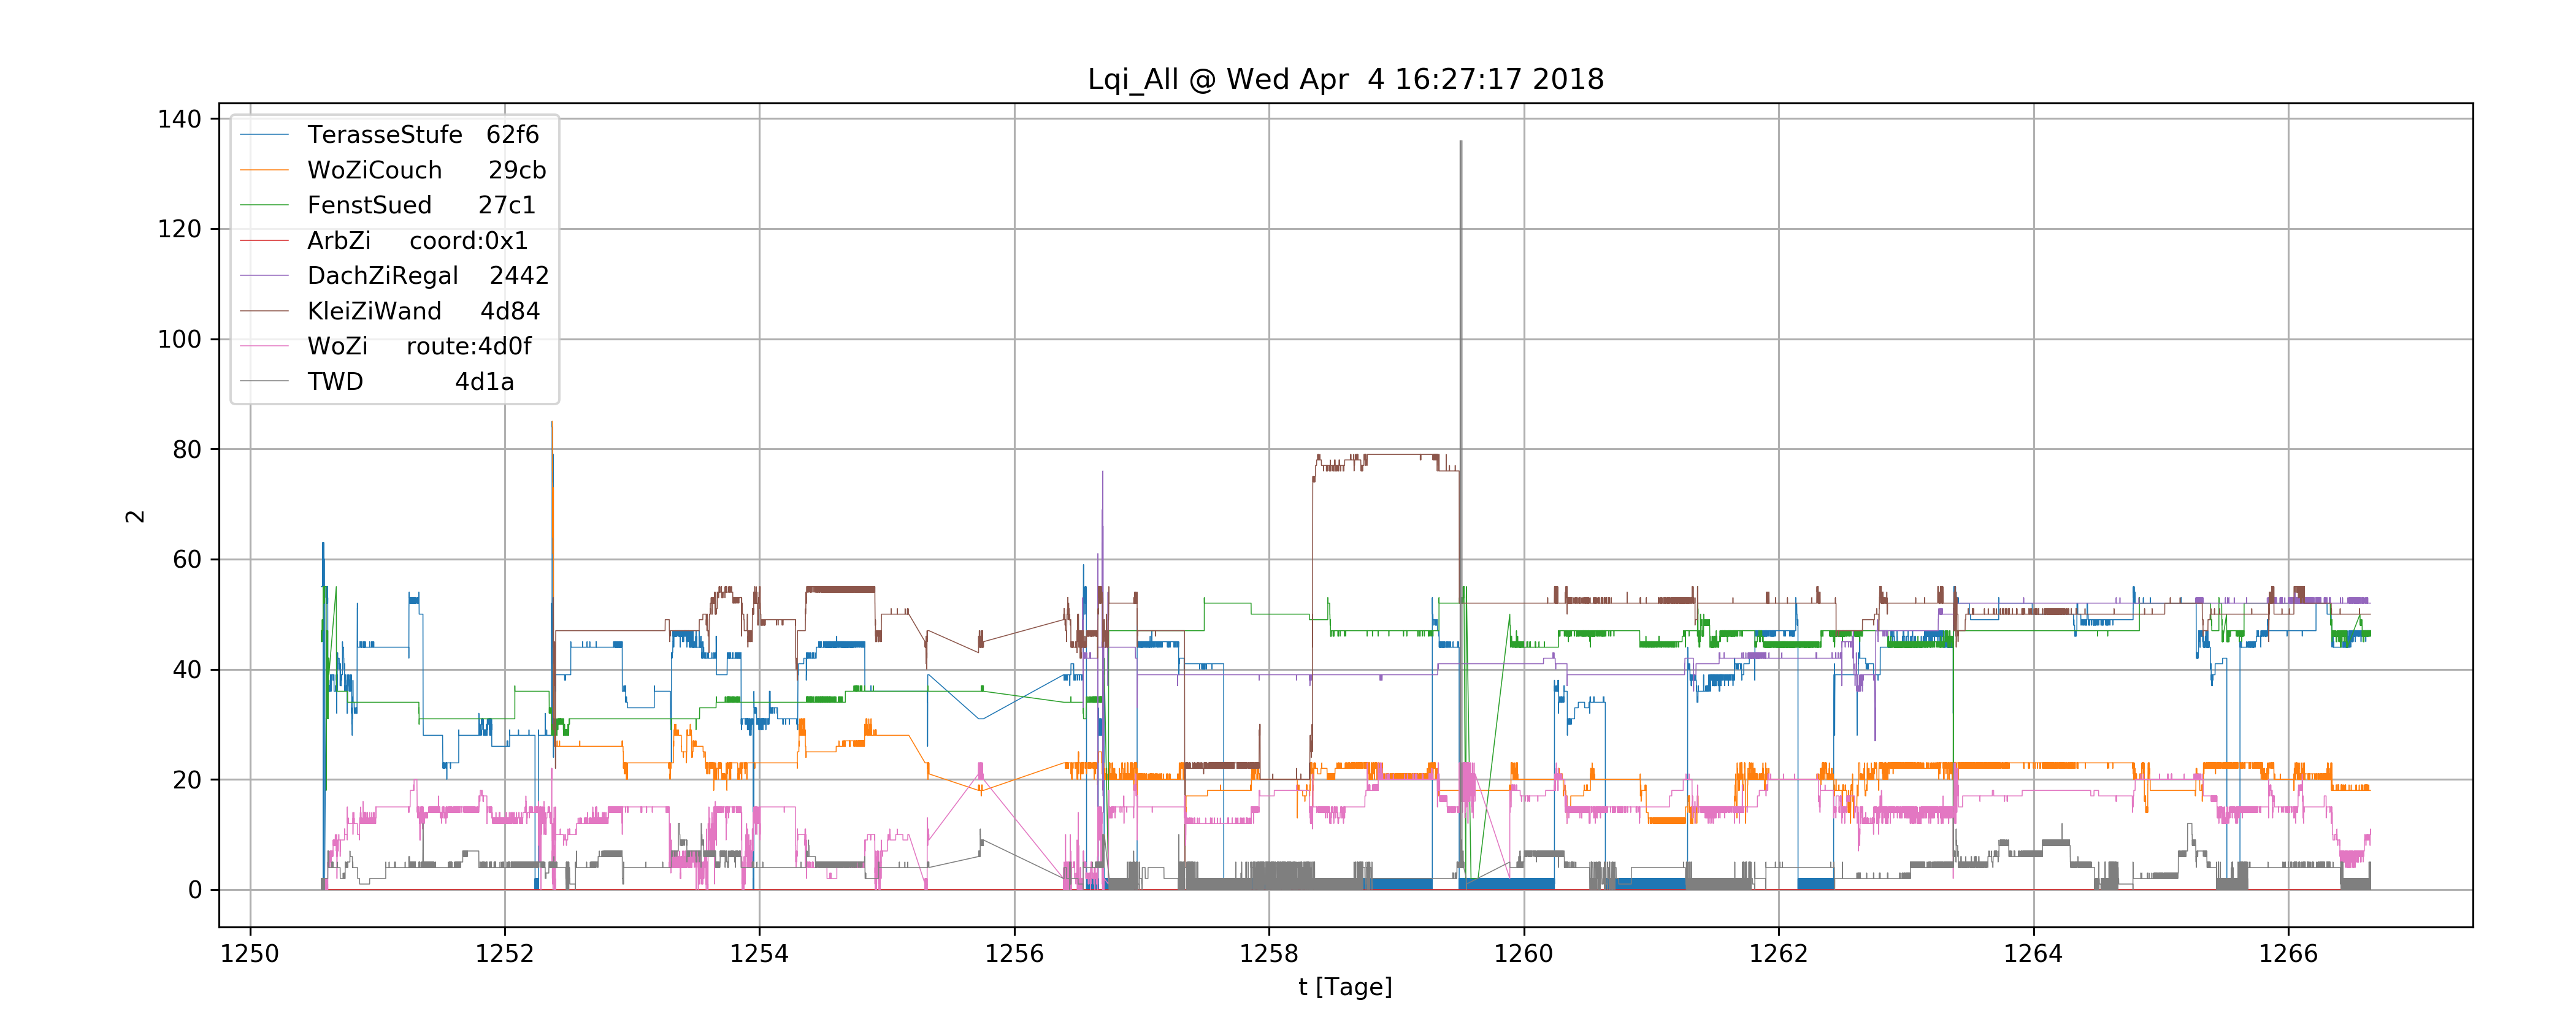 Lqi_All @ Wed Apr  4 16:27:17 2018
140
120
100
80
60
40
20
0
2
TerasseStufe   62f6
WoZiCouch      29cb
FenstSued      27c1
ArbZi     coord:0x1
DachZiRegal    2442
KleiZiWand     4d84
WoZi     route:4d0f
TWD            4d1a
1250 1252 1254 1256 1258 1260 1262 1264 1266
t [Tage]